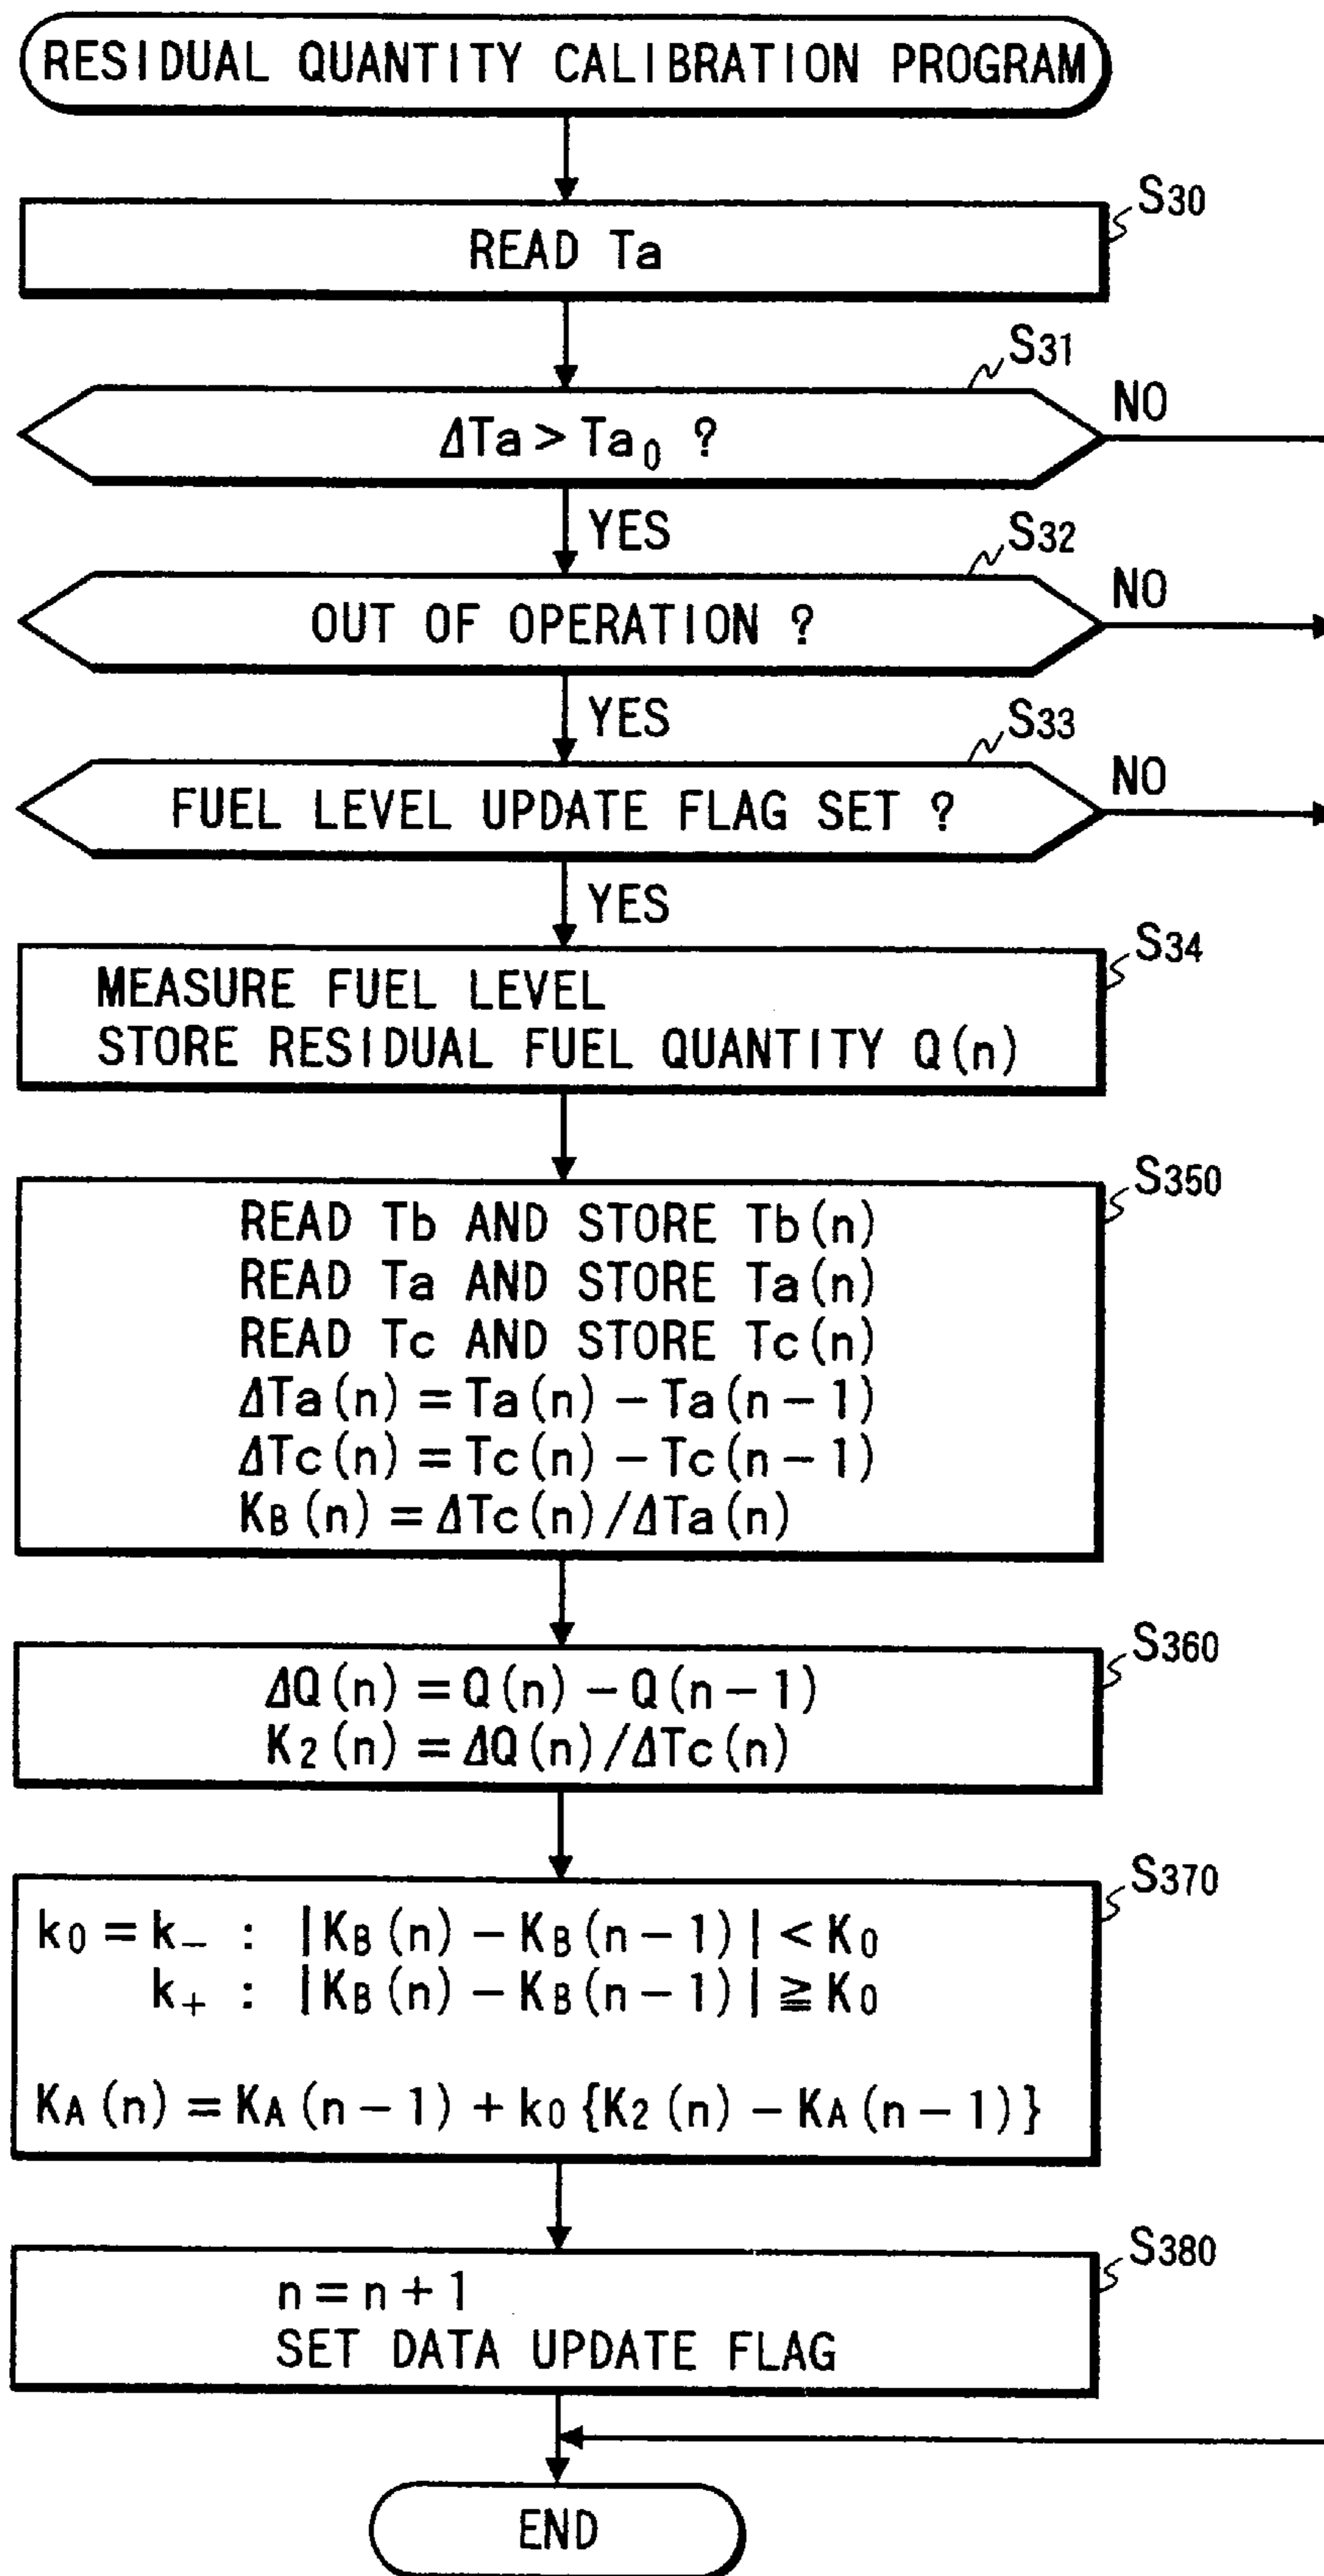 RESIDUAL QUANTITY CALIBRATION PROGRAM
S30
READ Ta
S31
ΔTa > Ta₀ ?
NO
YES
S32
OUT OF OPERATION ?
NO
YES
S33
FUEL LEVEL UPDATE FLAG SET ?
NO
YES
S34
MEASURE FUEL LEVEL
STORE RESIDUAL FUEL QUANTITY Q(n)
S350
READ Tb AND STORE Tb(n)
READ Ta AND STORE Ta(n)
READ Tc AND STORE Tc(n)
ΔTa(n) = Ta(n) − Ta(n−1)
ΔTc(n) = Tc(n) − Tc(n−1)
KB(n) = ΔTc(n)/ΔTa(n)
S360
ΔQ(n) = Q(n) − Q(n−1)
K2(n) = ΔQ(n)/ΔTc(n)
S370
k0 = k− : |KB(n) − KB(n−1)| < K0
k+ : |KB(n) − KB(n−1)| ≧ K0
KA(n) = KA(n−1) + k0{K2(n) − KA(n−1)}
S380
n = n + 1
SET DATA UPDATE FLAG
END